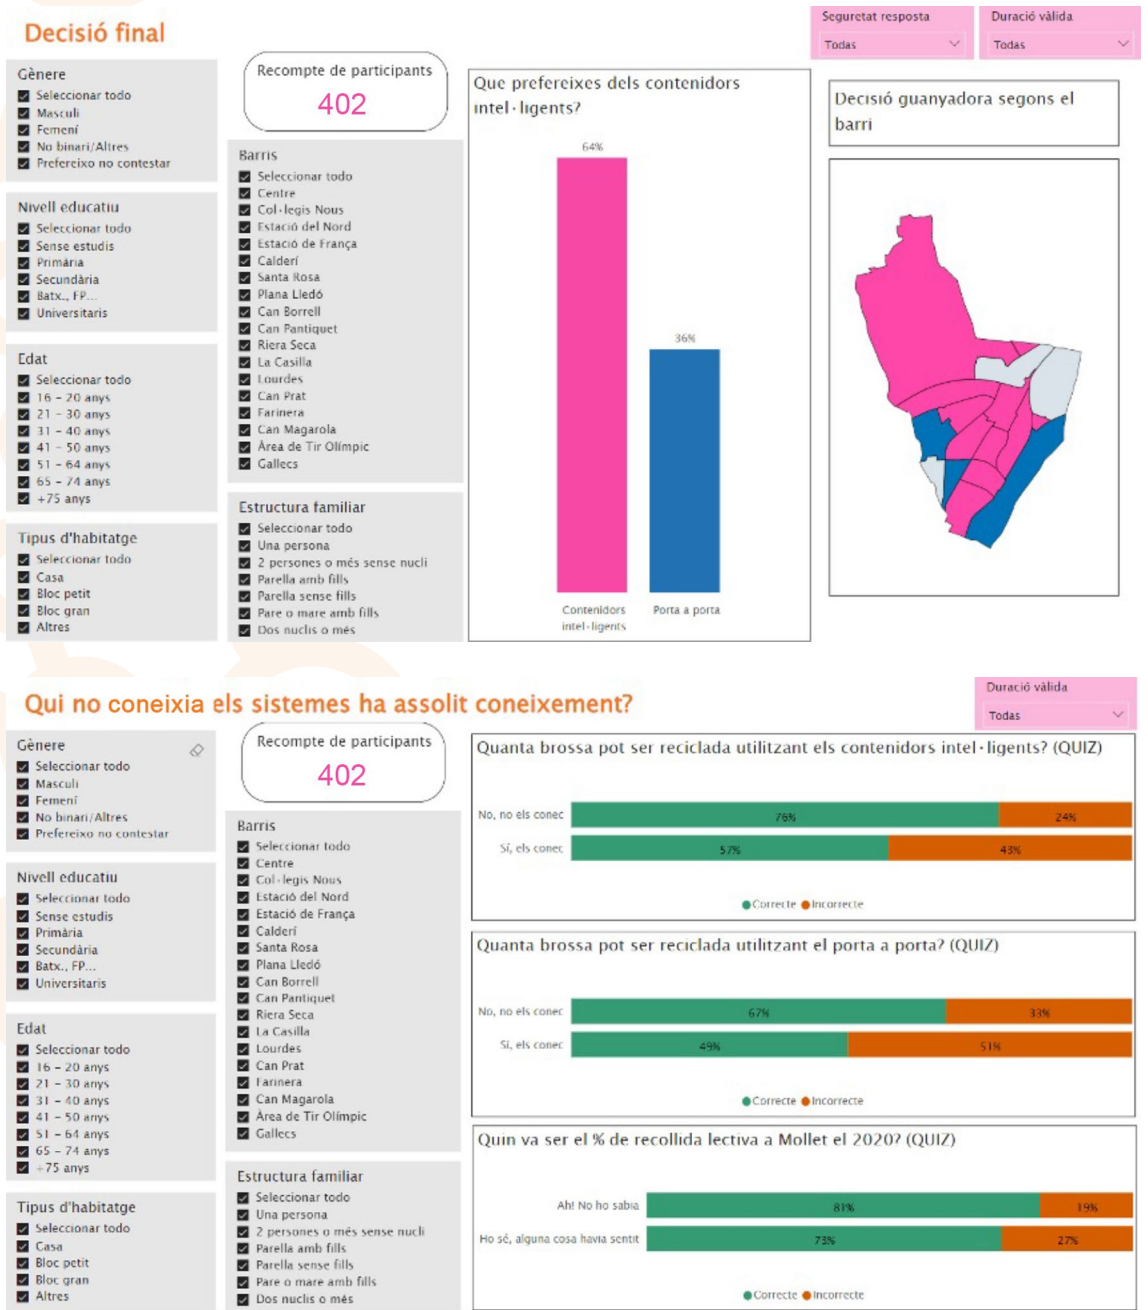 Decisió final
Seguretat resposta
Todas
Duració vàlida
Todas
Gènere
Seleccionar todo
Masculi
Femení
No binari/Altres
Prefereixo no contestar
Nivell educatiu
Seleccionar todo
Sense estudis
Primària
Secundària
Batx., FP...
Universitaris
Edat
Seleccionar todo
16 - 20 anys
21 - 30 anys
31 - 40 anys
41 - 50 anys
51 - 64 anys
65 - 74 anys
+75 anys
Tipus d'habitatge
Seleccionar todo
Casa
Bloc petit
Bloc gran
Altres
Recompte de participants
402
Barris
Seleccionar todo
Centre
Col·legis Nous
Estació del Nord
Estació de França
Calderí
Santa Rosa
Plana Lledó
Can Borrell
Can Pantiquet
Riera Seca
La Casilla
Lourdes
Can Prat
Farinera
Can Magarola
Àrea de Tir Olímpic
Gallecs
Estructura familiar
Seleccionar todo
Una persona
2 persones o més sense nucli
Parella amb fills
Parella sense fills
Pare o mare amb fills
Dos nuclis o més
Que prefereixes dels contenidors
intel·ligents?
64%
36%
Contenidors
intel·ligents
Porta a porta
Decisió guanyadora segons el
barri
Qui no coneixia els sistemes ha assolit coneixement?
Duració vàlida
Todas
Gènere
Seleccionar todo
Masculi
Femení
No binari/Altres
Prefereixo no contestar
Nivell educatiu
Seleccionar todo
Sense estudis
Primària
Secundària
Batx., FP...
Universitaris
Edat
Seleccionar todo
16 - 20 anys
21 - 30 anys
31 - 40 anys
41 - 50 anys
51 - 64 anys
65 - 74 anys
+75 anys
Tipus d'habitatge
Seleccionar todo
Casa
Bloc petit
Bloc gran
Altres
Recompte de participants
402
Barris
Seleccionar todo
Centre
Col·legis Nous
Estació del Nord
Estació de França
Calderí
Santa Rosa
Plana Lledó
Can Borrell
Can Pantiquet
Riera Seca
La Casilla
Lourdes
Can Prat
Farinera
Can Magarola
Àrea de Tir Olímpic
Gallecs
Estructura familiar
Seleccionar todo
Una persona
2 persones o més sense nucli
Parella amb fills
Parella sense fills
Pare o mare amb fills
Dos nuclis o més
Quanta brossa pot ser reciclada utilitzant els contenidors intel·ligents? (QUIZ)
No, no els conec 76% 24%
Sí, els conec 57% 43%
Correcte Incorrecte
Quanta brossa pot ser reciclada utilitzant el porta a porta? (QUIZ)
No, no els conec 67% 33%
Sí, els conec 49% 51%
Correcte Incorrecte
Quin va ser el % de recollida lectiva a Mollet el 2020? (QUIZ)
Ah! No ho sabia 81% 19%
Ho sé, alguna cosa havia sentit 73% 27%
Correcte Incorrecte